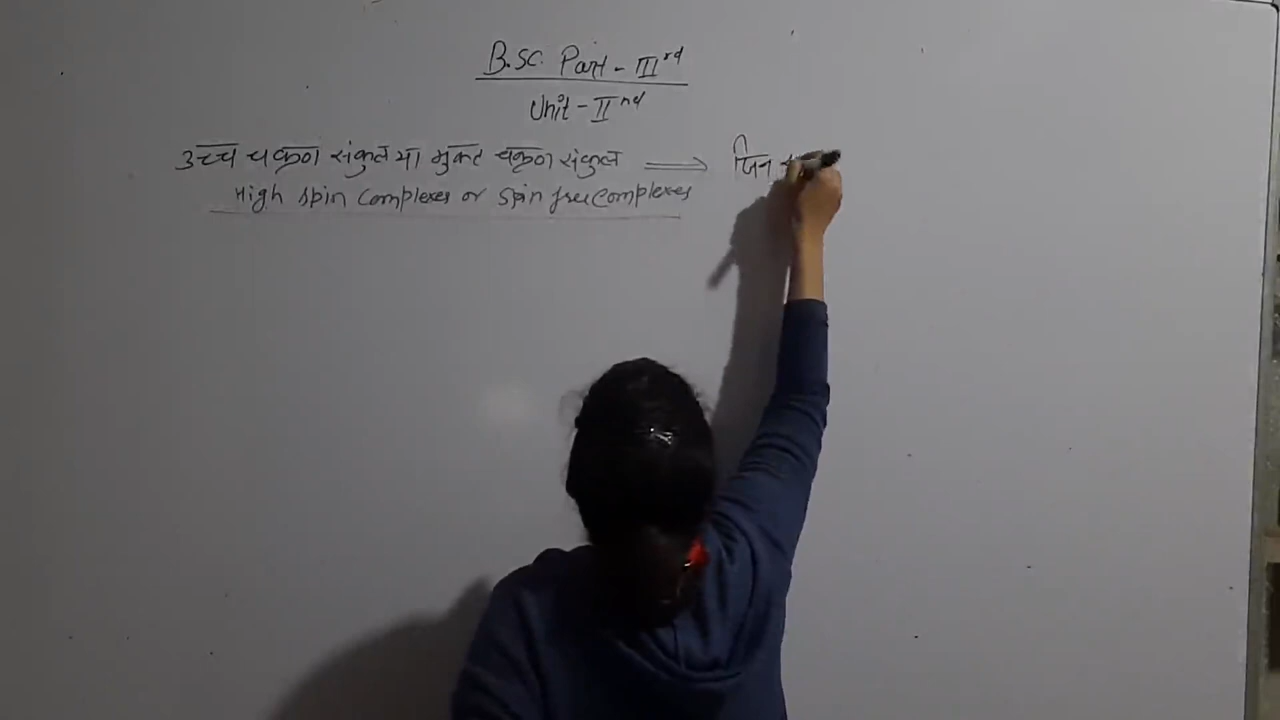 B.SC. Part - III rd
Unit - II nd
उच्च चक्रण संकुल या मुक्त चक्रण संकुल ⟹ जिन
High Spin Complexes or Spin free Complexes